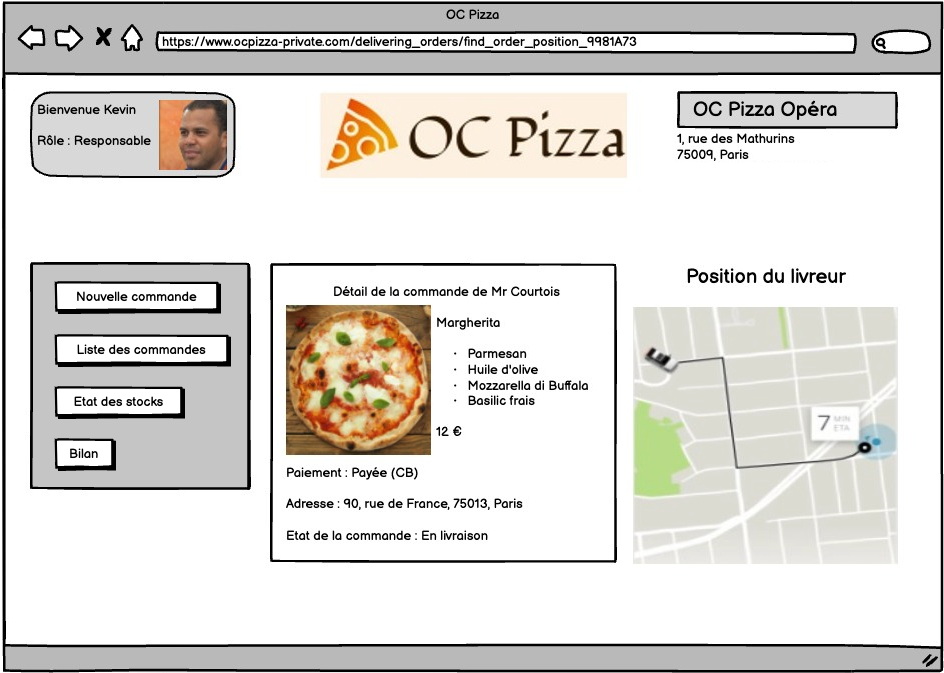 OC Pizza
https://www.ocpizza-private.com/delivering_orders/find_order_position_9981A73
Bienvenue Kevin
Rôle : Responsable
OC Pizza
OC Pizza Opéra
1, rue des Mathurins
75009, Paris
Nouvelle commande
Liste des commandes
Etat des stocks
Bilan
Détail de la commande de Mr Courtois
Margherita
· Parmesan
· Huile d'olive
· Mozzarella di Buffala
· Basilic frais
12 €
Paiement : Payée (CB)
Adresse : 90, rue de France, 75013, Paris
Etat de la commande : En livraison
Position du livreur
7 MIN
ETA